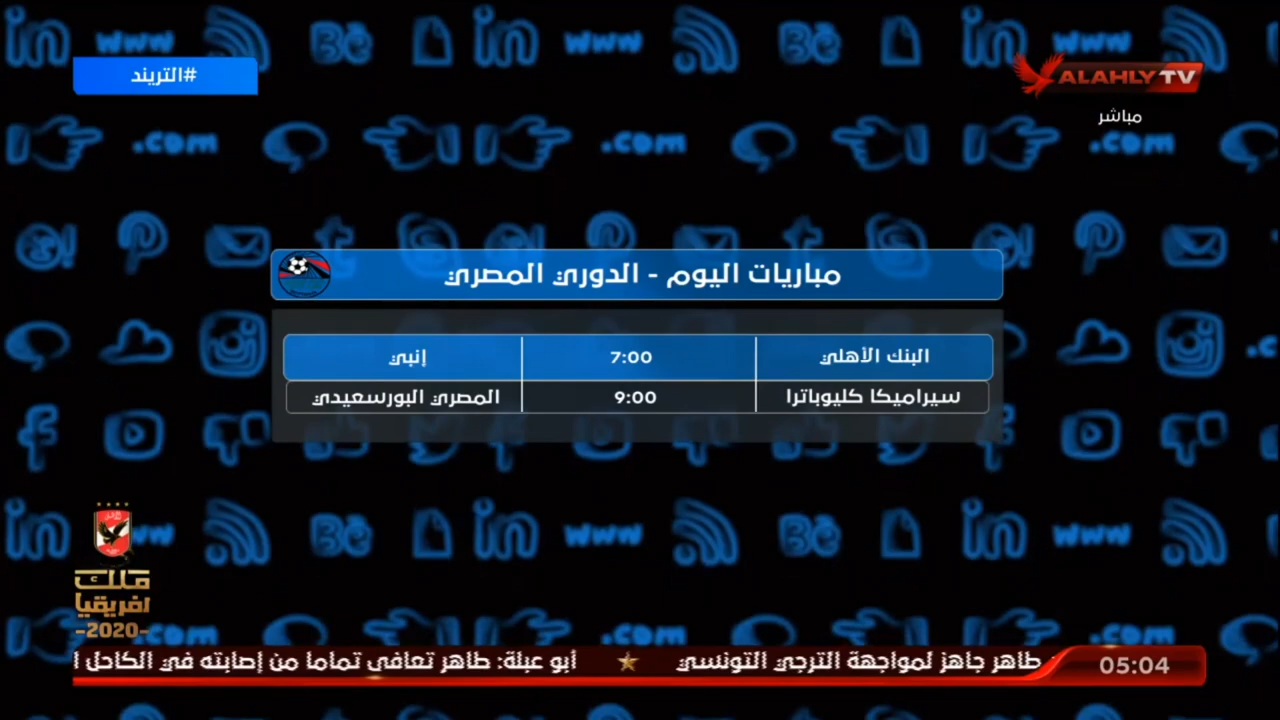 #التريند
ALAHLY TV
مباشر
مباريات اليوم - الدوري المصري
البنك الأهلي 7:00 إنبي
سيراميكا كليوباترا 9:00 المصري البورسعيدي
ملك
افريقيا
-2020-
05:04
طاهر جاهز لمواجهة الترجي التونسي ★ أبو عبلة: طاهر تعافى تماما من إصابته في الكاحل ا